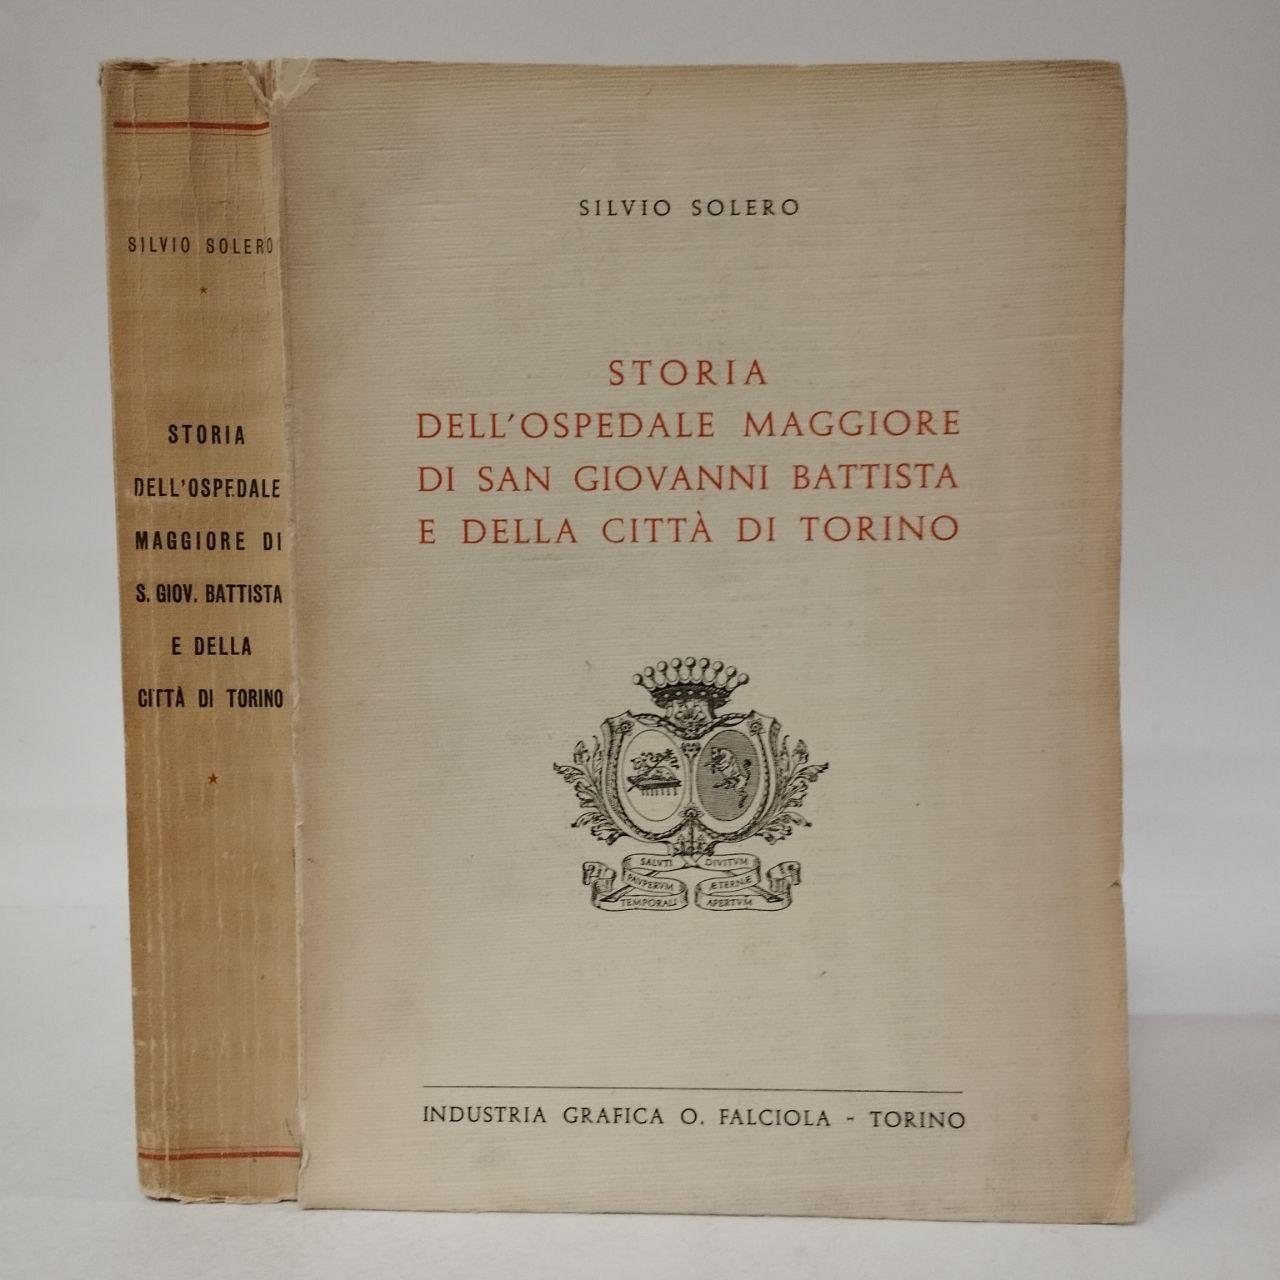 SILVIO SOLERO
STORIA
DELL'OSPEDALE
MAGGIORE DI
S. GIOV. BATTISTA
E DELLA
CITTÀ DI TORINO
SILVIO SOLERO
STORIA
DELL'OSPEDALE MAGGIORE
DI SAN GIOVANNI BATTISTA
E DELLA CITTÀ DI TORINO
SALVTI DIVITVM
PAVPERVM ÆTERNÆ
TEMPORALI APERTVM
INDUSTRIA GRAFICA O. FALCIOLA - TORINO